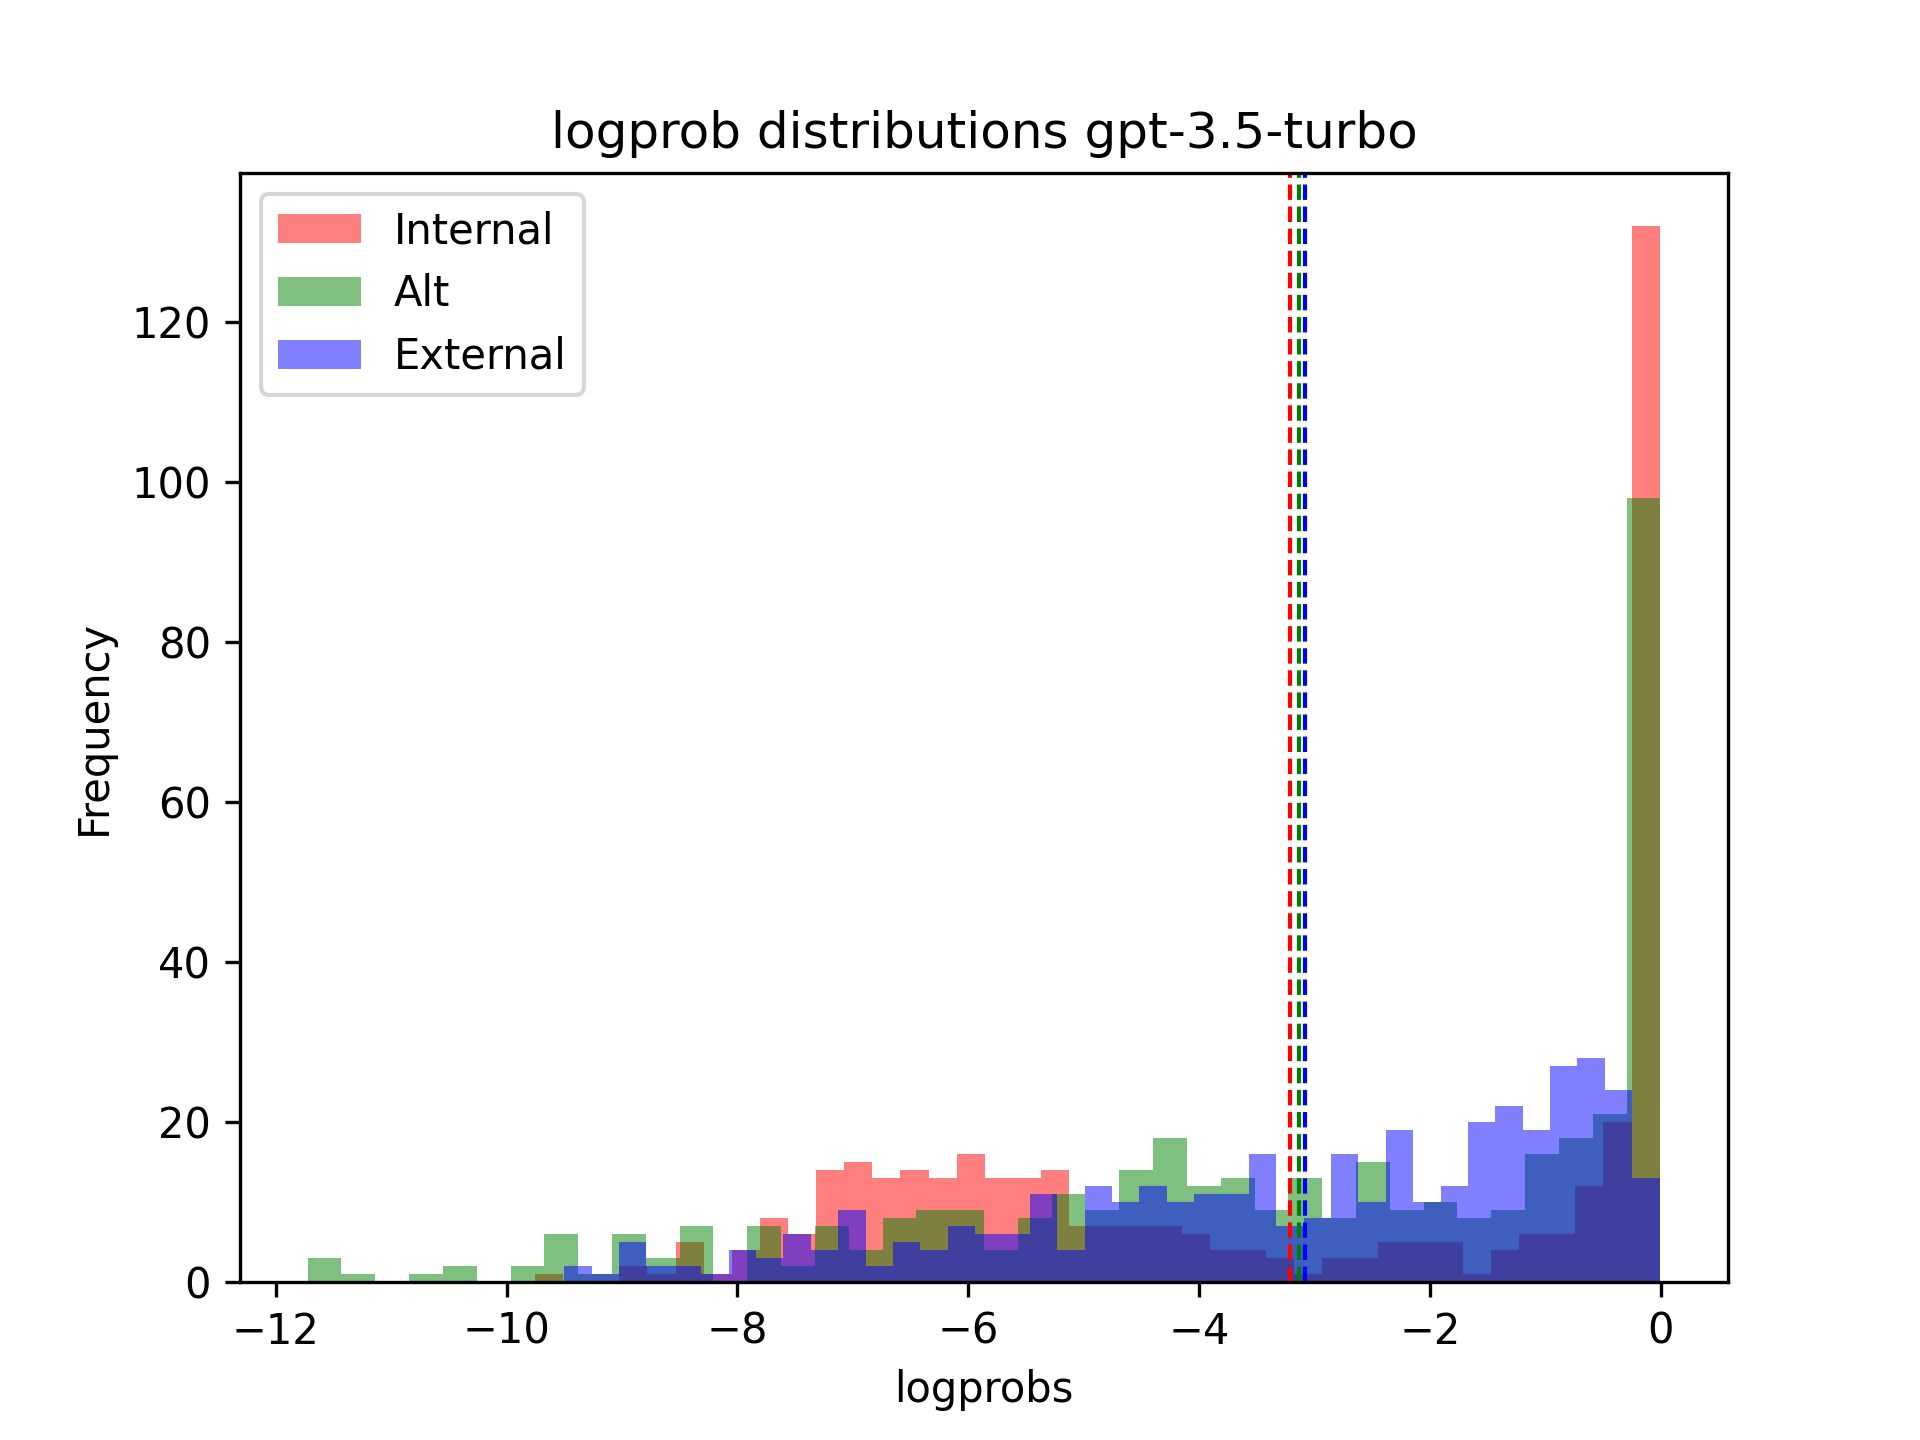 logprob distributions gpt-3.5-turbo
Internal
Alt
External
120
100
80
60
40
20
0
Frequency
−12
−10
−8
−6
−4
−2
0
logprobs